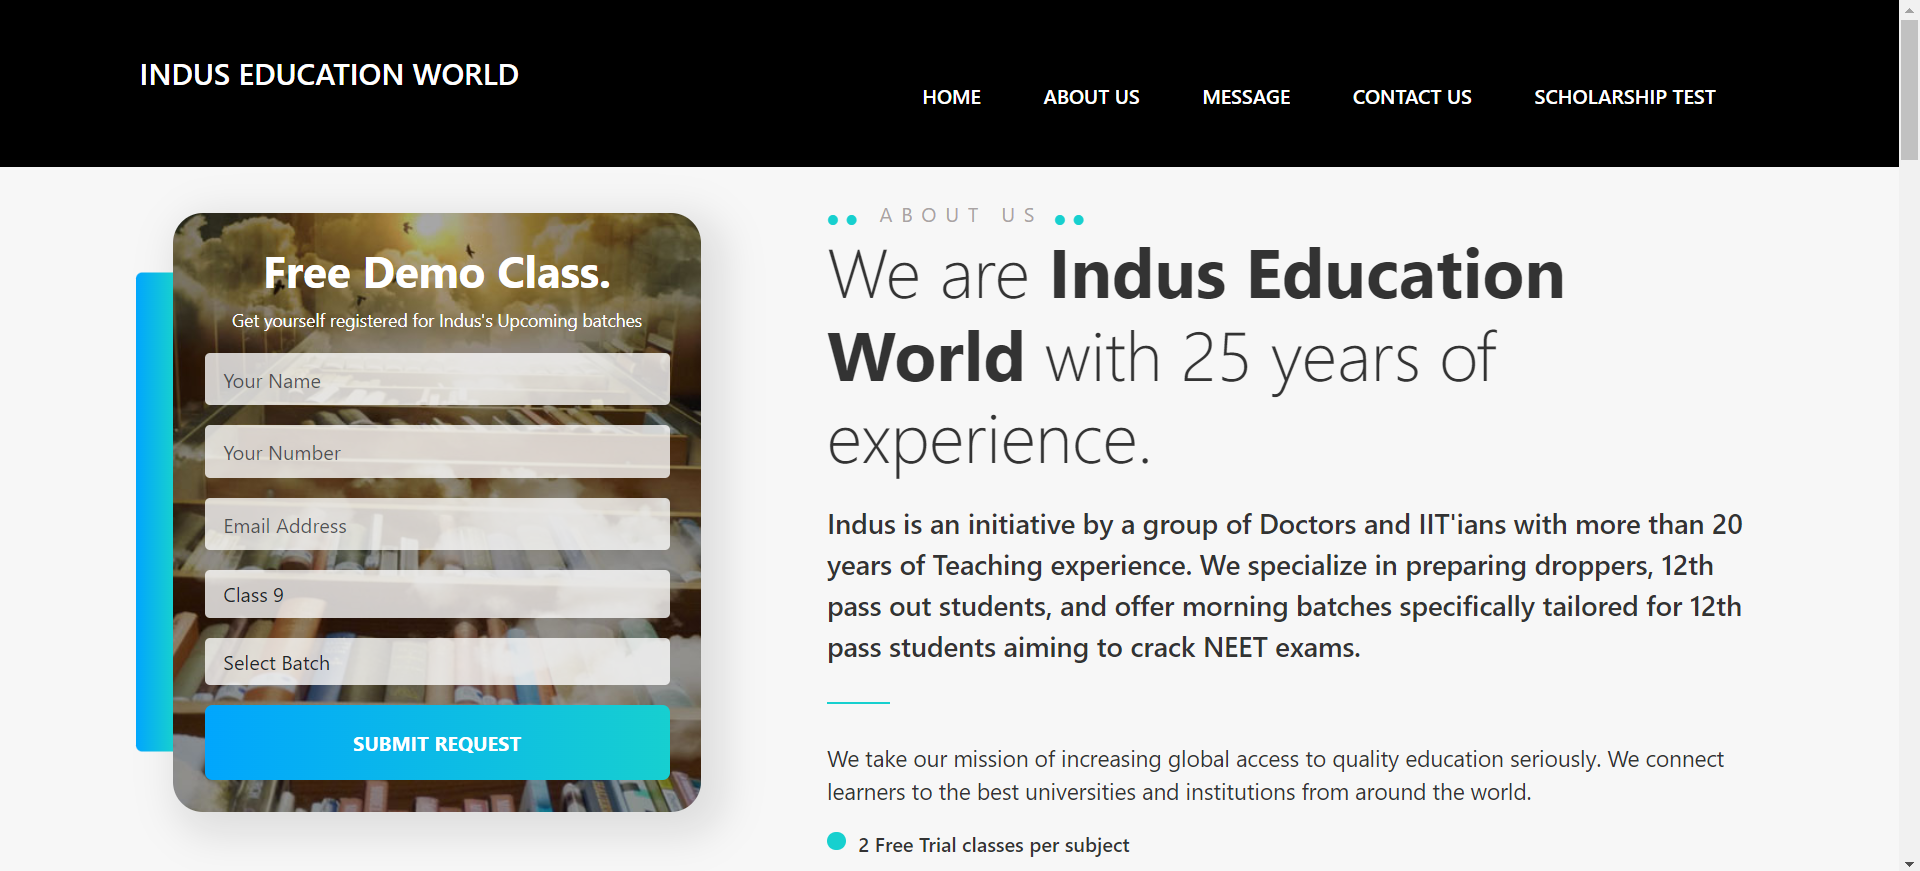 INDUS EDUCATION WORLD
HOME ABOUT US MESSAGE CONTACT US SCHOLARSHIP TEST
Free Demo Class.
Get yourself registered for Indus's Upcoming batches
Your Name
Your Number
Email Address
Class 9
Select Batch
SUBMIT REQUEST
ABOUT US
We are Indus Education
World with 25 years of
experience.
Indus is an initiative by a group of Doctors and IIT'ians with more than 20
years of Teaching experience. We specialize in preparing droppers, 12th
pass out students, and offer morning batches specifically tailored for 12th
pass students aiming to crack NEET exams.
We take our mission of increasing global access to quality education seriously. We connect
learners to the best universities and institutions from around the world.
2 Free Trial classes per subject